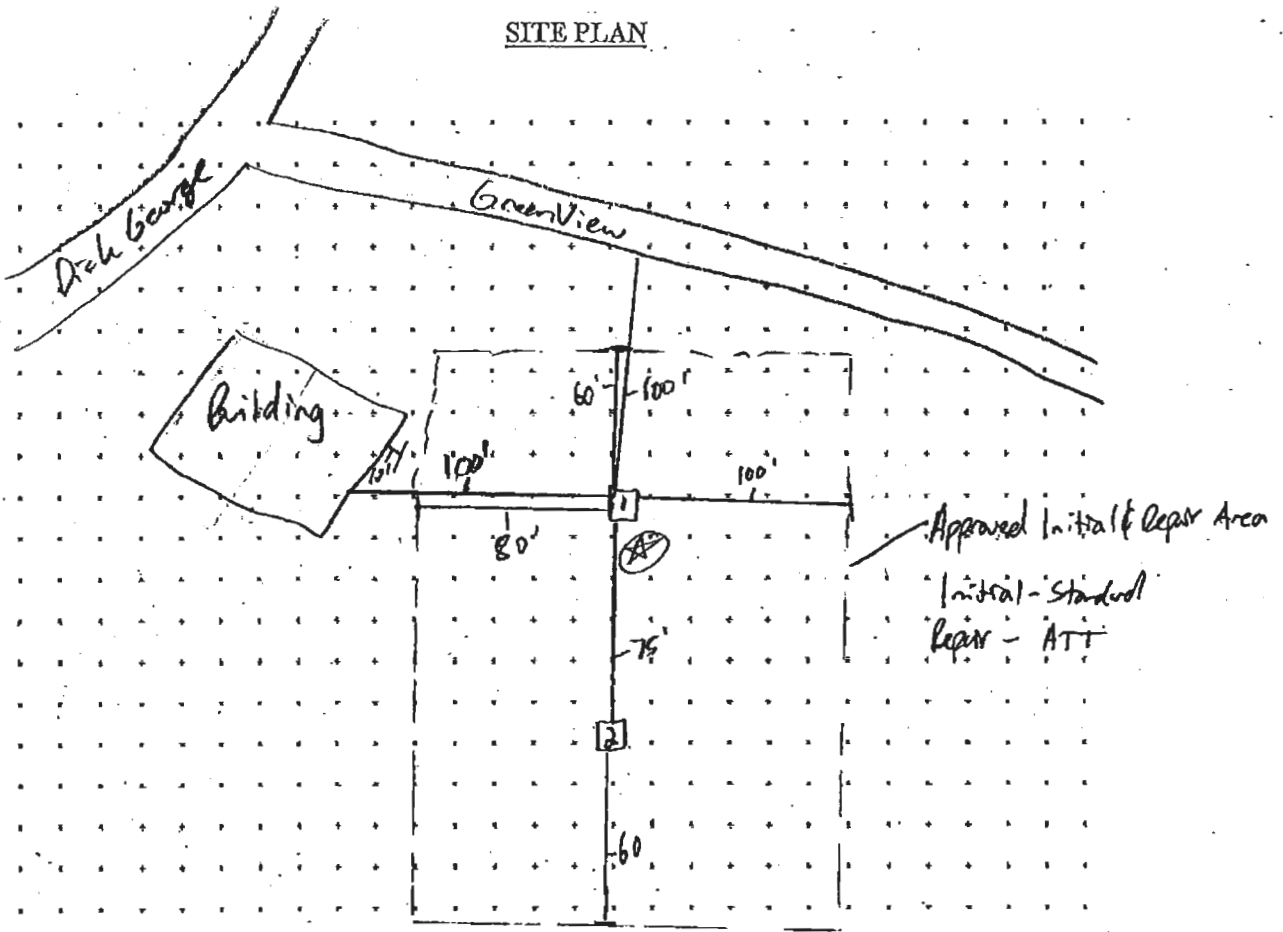 SITE PLAN
Dick George
GreenView
Building
60'
100'
10'
100'
100'
1
80'
Approved Initial & Repair Area
Initial - Standard
Repair - ATT
75'
2
60